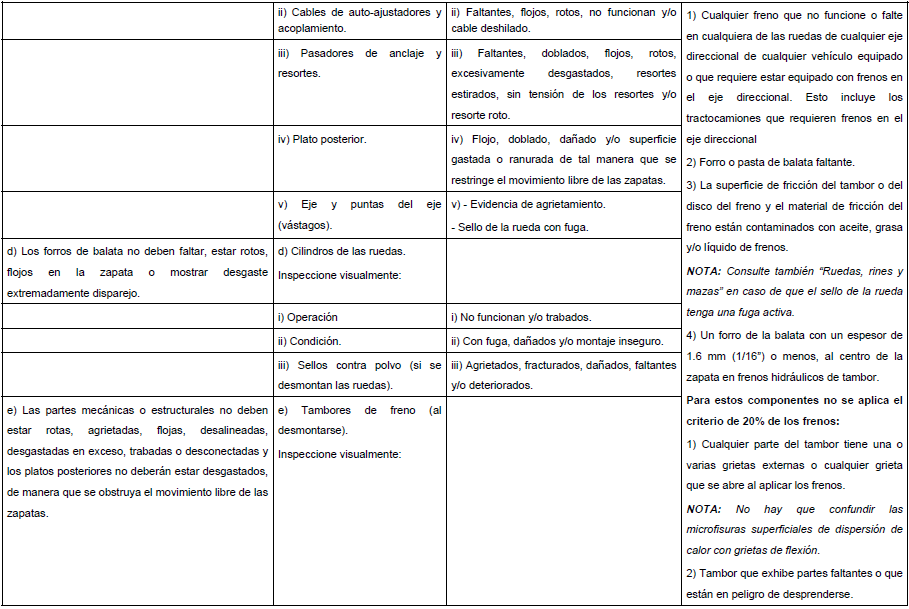 ii) Cables de auto-ajustadores y
acoplamiento.
ii) Faltantes, flojos, rotos, no funcionan y/o
cable deshilado.
iii) Pasadores de anclaje y
resortes.
iii) Faltantes, doblados, flojos, rotos,
excesivamente desgastados, resortes
estirados, sin tensión de los resortes y/o
resorte roto.
iv) Plato posterior.
iv) Flojo, doblado, dañado y/o superficie
gastada o ranurada de tal manera que se
restringe el movimiento libre de las zapatas.
v) Eje y puntas del eje
(vástagos).
v) - Evidencia de agrietamiento.
- Sello de la rueda con fuga.
d) Los forros de balata no deben faltar, estar rotos,
flojos en la zapata o mostrar desgaste
extremadamente disparejo.
d) Cilindros de las ruedas.
Inspeccione visualmente:
i) Operación
i) No funcionan y/o trabados.
ii) Condición.
ii) Con fuga, dañados y/o montaje inseguro.
iii) Sellos contra polvo (si se
desmontan las ruedas).
iii) Agrietados, fracturados, dañados, faltantes
y/o deteriorados.
e) Las partes mecánicas o estructurales no deben
estar rotas, agrietadas, flojas, desalineadas,
desgastadas en exceso, trabadas o desconectadas y
los platos posteriores no deberán estar desgastados,
de manera que se obstruya el movimiento libre de las
zapatas.
e) Tambores de freno (al
desmontarse).
Inspeccione visualmente:
1) Cualquier freno que no funcione o falte
en cualquiera de las ruedas de cualquier eje
direccional de cualquier vehículo equipado
o que requiere estar equipado con frenos en
el eje direccional. Esto incluye los
tractocamiones que requieren frenos en el
eje direccional
2) Forro o pasta de balata faltante.
3) La superficie de fricción del tambor o del
disco del freno y el material de fricción del
freno están contaminados con aceite, grasa
y/o líquido de frenos.
NOTA: Consulte también “Ruedas, rines y
mazas” en caso de que el sello de la rueda
tenga una fuga activa.
4) Un forro de la balata con un espesor de
1.6 mm (1/16”) o menos, al centro de la
zapata en frenos hidráulicos de tambor.
Para estos componentes no se aplica el
criterio de 20% de los frenos:
1) Cualquier parte del tambor tiene una o
varias grietas externas o cualquier grieta
que se abre al aplicar los frenos.
NOTA: No hay que confundir las
microfisuras superficiales de dispersión de
calor con grietas de flexión.
2) Tambor que exhibe partes faltantes o que
están en peligro de desprenderse.